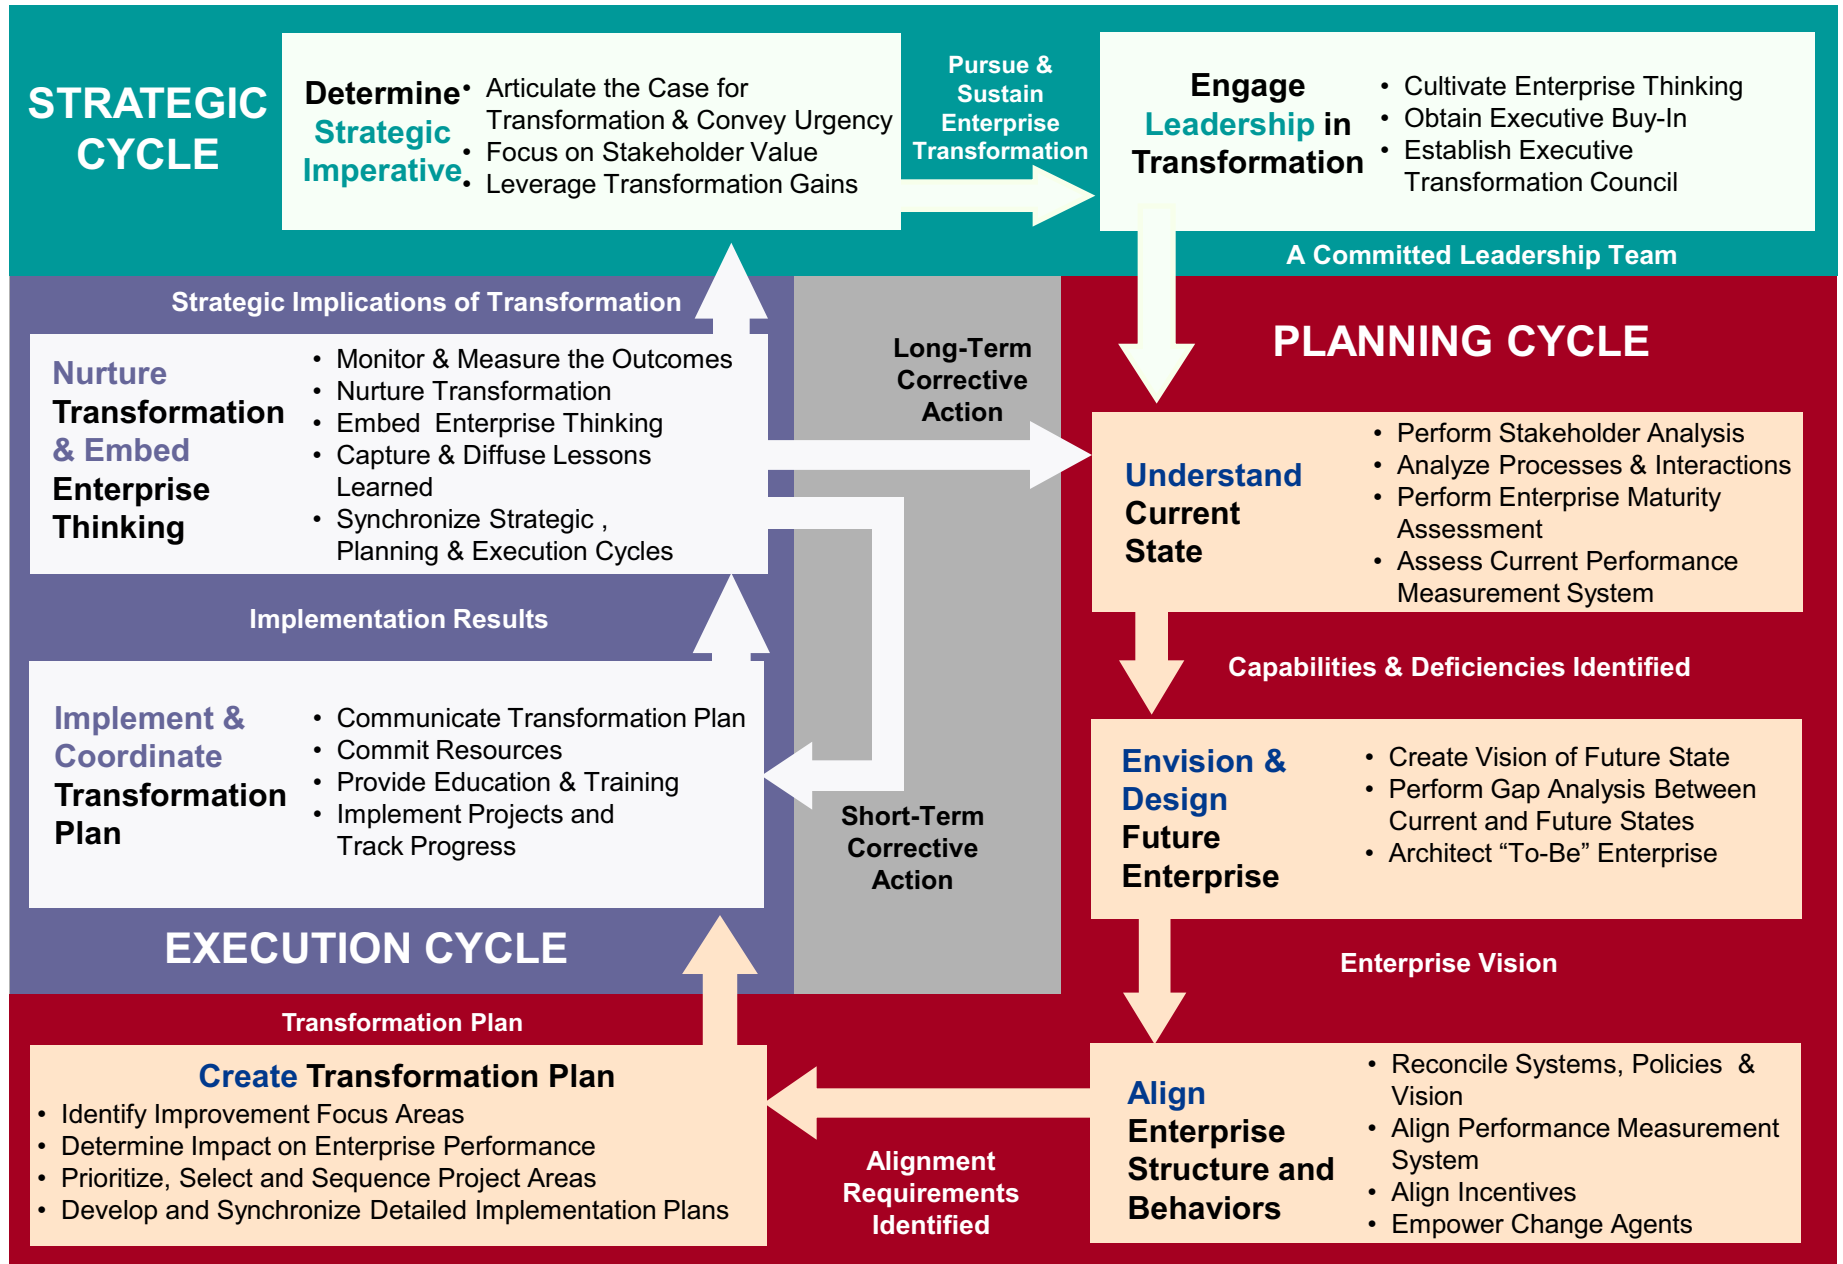 STRATEGIC
CYCLE
Determine
Strategic
Imperative
• Articulate the Case for
Transformation & Convey Urgency
• Focus on Stakeholder Value
• Leverage Transformation Gains
Pursue &
Sustain
Enterprise
Transformation
Engage
Leadership in
Transformation
• Cultivate Enterprise Thinking
• Obtain Executive Buy-In
• Establish Executive
Transformation Council
A Committed Leadership Team
Strategic Implications of Transformation
Nurture
Transformation
& Embed
Enterprise
Thinking
• Monitor & Measure the Outcomes
• Nurture Transformation
• Embed  Enterprise Thinking
• Capture & Diffuse Lessons
Learned
• Synchronize Strategic ,
Planning & Execution Cycles
Long-Term
Corrective
Action
PLANNING CYCLE
Understand
Current
State
• Perform Stakeholder Analysis
• Analyze Processes & Interactions
• Perform Enterprise Maturity
Assessment
• Assess Current Performance
Measurement System
Implementation Results
Capabilities & Deficiencies Identified
Implement &
Coordinate
Transformation
Plan
• Communicate Transformation Plan
• Commit Resources
• Provide Education & Training
• Implement Projects and
Track Progress
Short-Term
Corrective
Action
Envision &
Design
Future
Enterprise
• Create Vision of Future State
• Perform Gap Analysis Between
Current and Future States
• Architect “To-Be” Enterprise
EXECUTION CYCLE
Enterprise Vision
Transformation Plan
Create Transformation Plan
• Identify Improvement Focus Areas
• Determine Impact on Enterprise Performance
• Prioritize, Select and Sequence Project Areas
• Develop and Synchronize Detailed Implementation Plans
Alignment
Requirements
Identified
Align
Enterprise
Structure and
Behaviors
• Reconcile Systems, Policies  &
Vision
• Align Performance Measurement
System
• Align Incentives
• Empower Change Agents